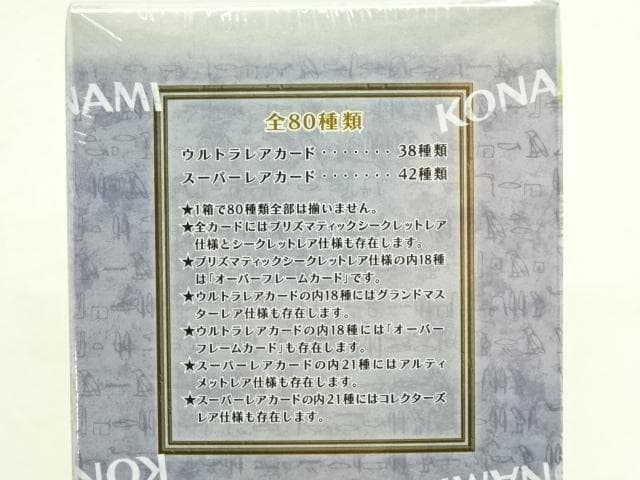 NAMI
KONA
全80種類
ウルトラレアカード・・・・・・・38種類
スーパーレアカード・・・・・・・42種類
★1箱で80種類全部は揃いません。
★全カードにはプリズマティックシークレットレア
仕様とシークレットレア仕様も存在します。
★プリズマティックシークレットレア仕様の内18種
は「オーバーフレームカード」です。
★ウルトラレアカードの内18種にはグランドマス
ターレア仕様も存在します。
★ウルトラレアカードの内18種には「オーバー
フレームカード」も存在します。
★スーパーレアカードの内21種にはアルティ
メットレア仕様も存在します。
★スーパーレアカードの内21種にはコレクターズ
レア仕様も存在します。
KON
NAMI